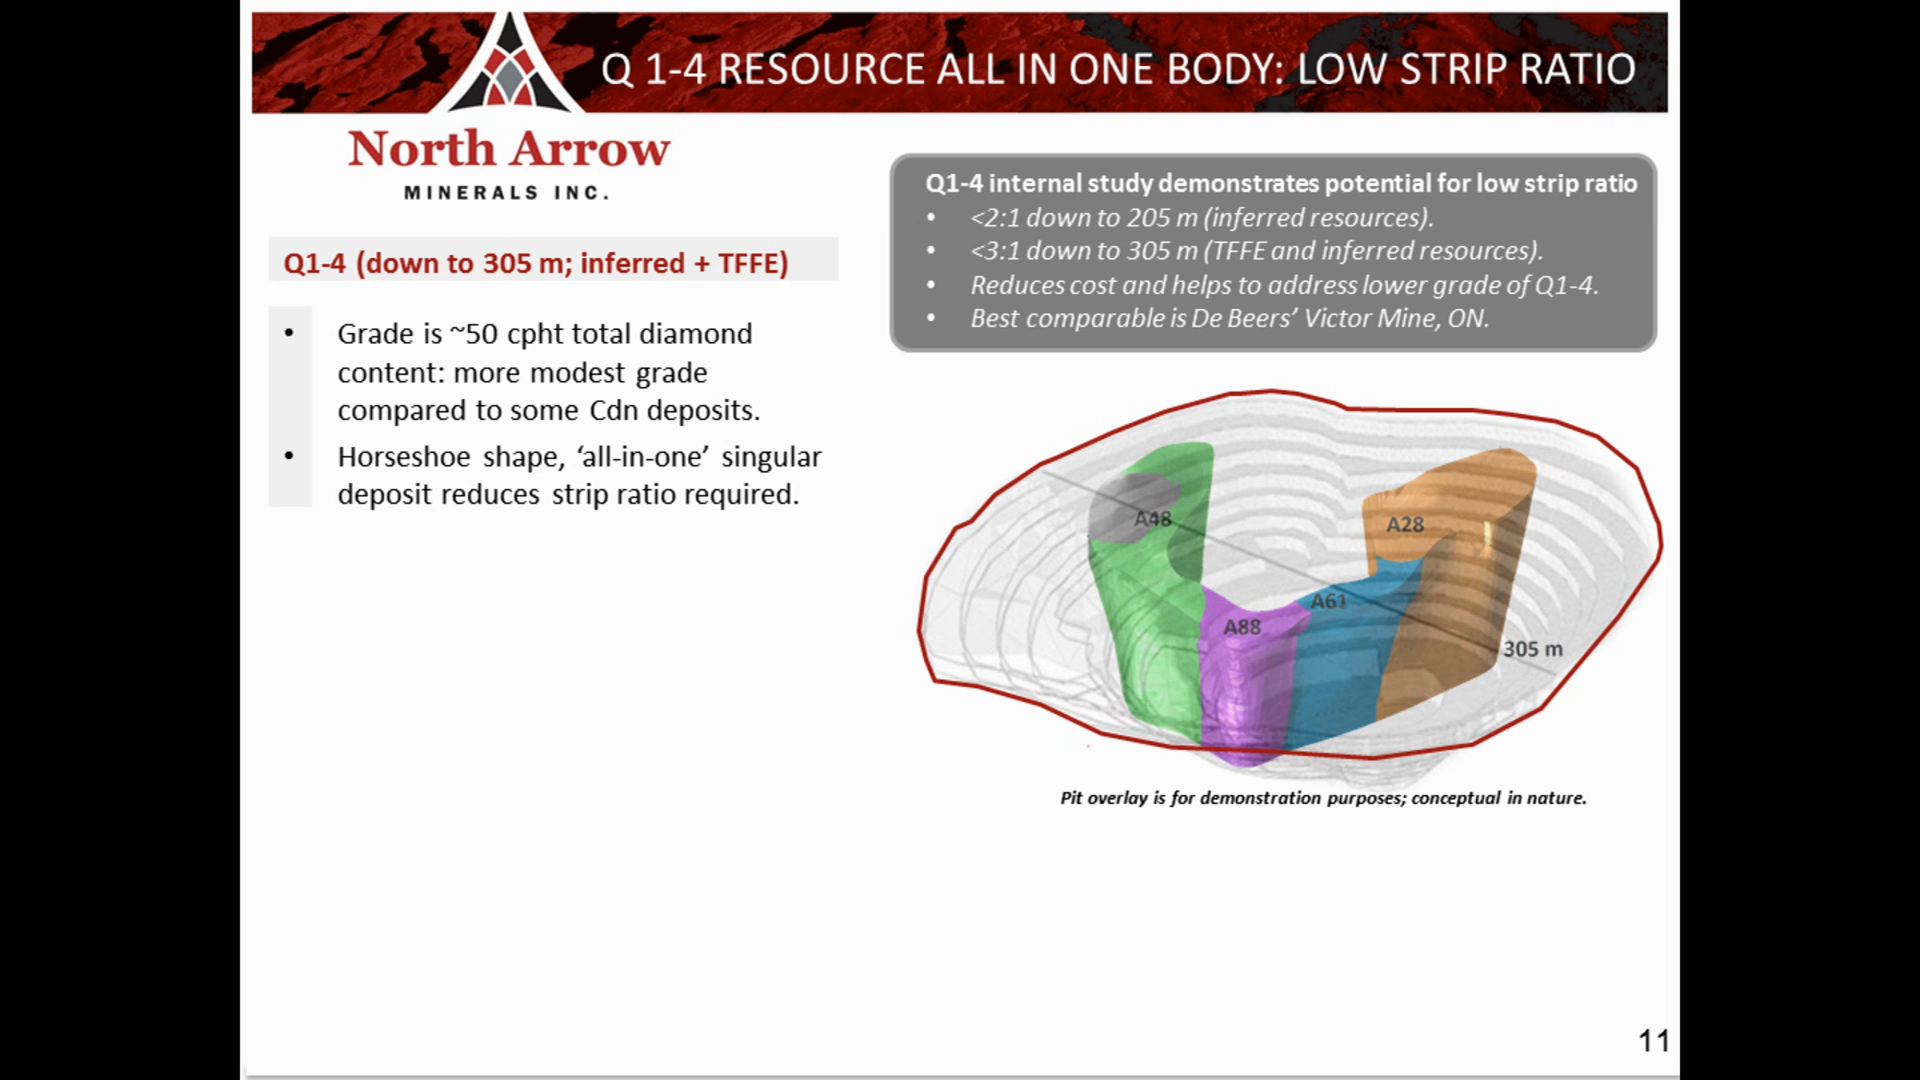 Q 1-4 RESOURCE ALL IN ONE BODY: LOW STRIP RATIO
North Arrow
MINERALS INC.
Q1-4 (down to 305 m; inferred + TFFE)
• Grade is ~50 cpht total diamond
content: more modest grade
compared to some Cdn deposits.
• Horseshoe shape, ‘all-in-one’ singular
deposit reduces strip ratio required.
Q1-4 internal study demonstrates potential for low strip ratio
• <2:1 down to 205 m (inferred resources).
• <3:1 down to 305 m (TFFE and inferred resources).
• Reduces cost and helps to address lower grade of Q1-4.
• Best comparable is De Beers’ Victor Mine, ON.
A48
A28
A61
A88
305 m
Pit overlay is for demonstration purposes; conceptual in nature.
11